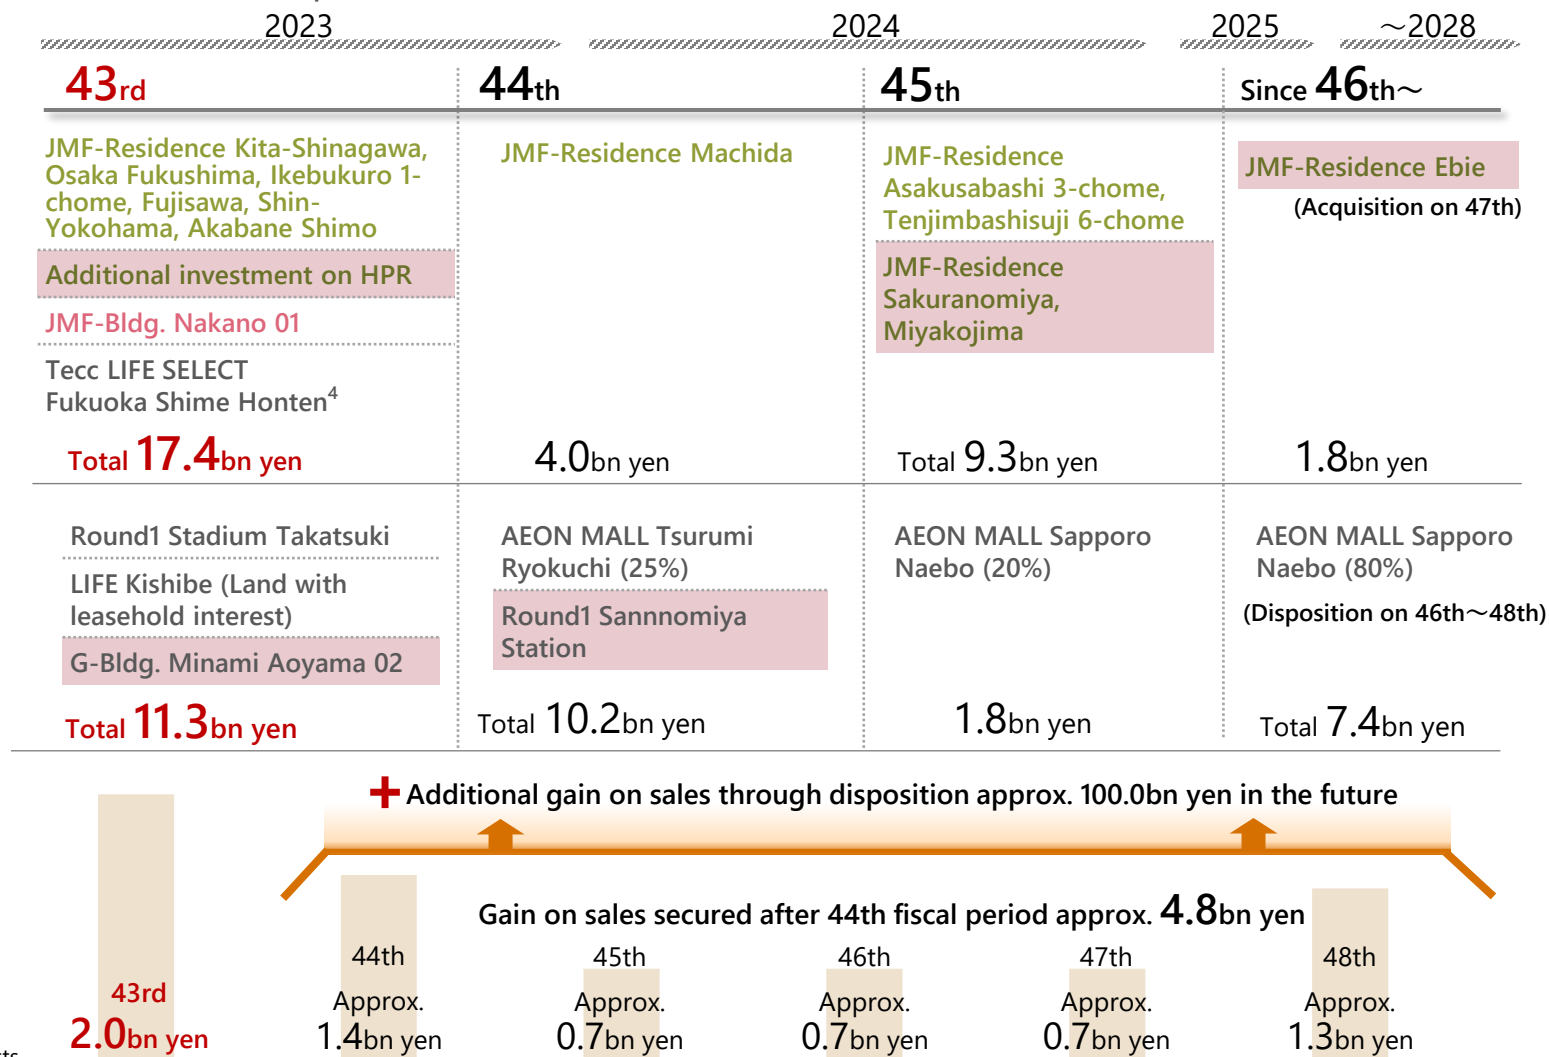 2023
2024
2025
～2028
43rd
44th
45th
Since 46th～
JMF-Residence Kita-Shinagawa,
Osaka Fukushima, Ikebukuro 1-
chome, Fujisawa, Shin-
Yokohama, Akabane Shimo
Additional investment on HPR
JMF-Bldg. Nakano 01
Tecc LIFE SELECT
Fukuoka Shime Honten4
Total 17.4bn yen
JMF-Residence Machida
4.0bn yen
JMF-Residence
Asakusabashi 3-chome,
Tenjimbashisuji 6-chome
JMF-Residence
Sakuranomiya,
Miyakojima
Total 9.3bn yen
JMF-Residence Ebie
(Acquisition on 47th)
1.8bn yen
Round1 Stadium Takatsuki
LIFE Kishibe (Land with
leasehold interest)
G-Bldg. Minami Aoyama 02
Total 11.3bn yen
AEON MALL Tsurumi
Ryokuchi (25%)
Round1 Sannnomiya
Station
Total 10.2bn yen
AEON MALL Sapporo
Naebo (20%)
1.8bn yen
AEON MALL Sapporo
Naebo (80%)
(Disposition on 46th～48th)
Total 7.4bn yen
+ Additional gain on sales through disposition approx. 100.0bn yen in the future
Gain on sales secured after 44th fiscal period approx. 4.8bn yen
43rd
2.0bn yen
44th
Approx.
1.4bn yen
45th
Approx.
0.7bn yen
46th
Approx.
0.7bn yen
47th
Approx.
0.7bn yen
48th
Approx.
1.3bn yen